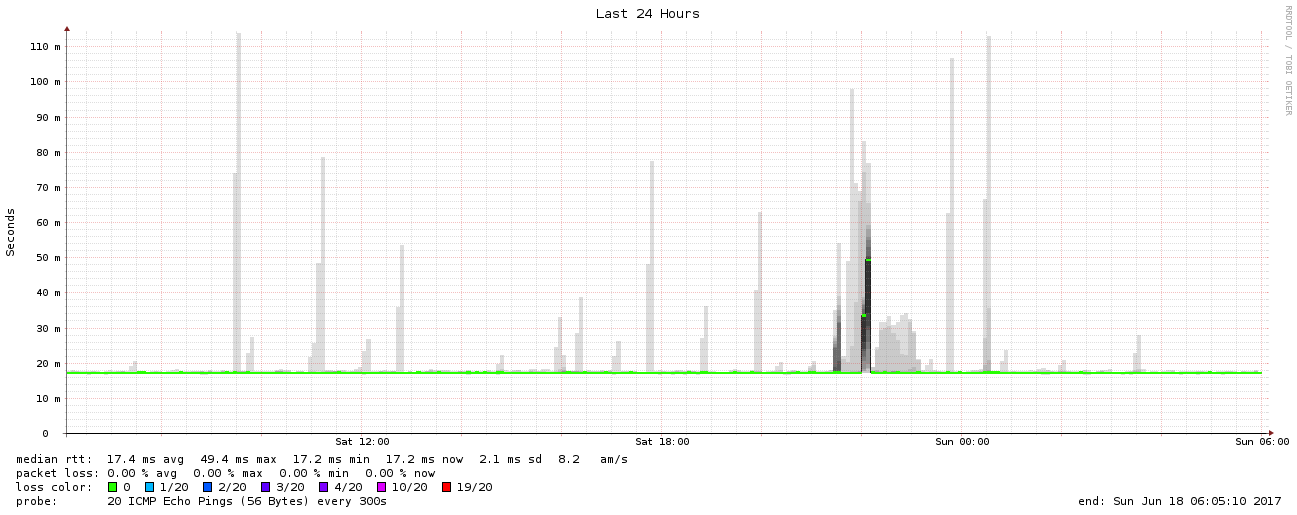 Last 24 Hours
RRDTOOL / TOBI OETIKER
Seconds
110 m
100 m
90 m
80 m
70 m
60 m
50 m
40 m
30 m
20 m
10 m
0
Sat 12:00 Sat 18:00 Sun 00:00 Sun 06:00
median rtt: 17.4 ms avg 49.4 ms max 17.2 ms min 17.2 ms now 2.1 ms sd 8.2 am/s
packet loss: 0.00 % avg 0.00 % max 0.00 % min 0.00 % now
loss color: 0 1/20 2/20 3/20 4/20 10/20 19/20
probe: 20 ICMP Echo Pings (56 Bytes) every 300s end: Sun Jun 18 06:05:10 2017